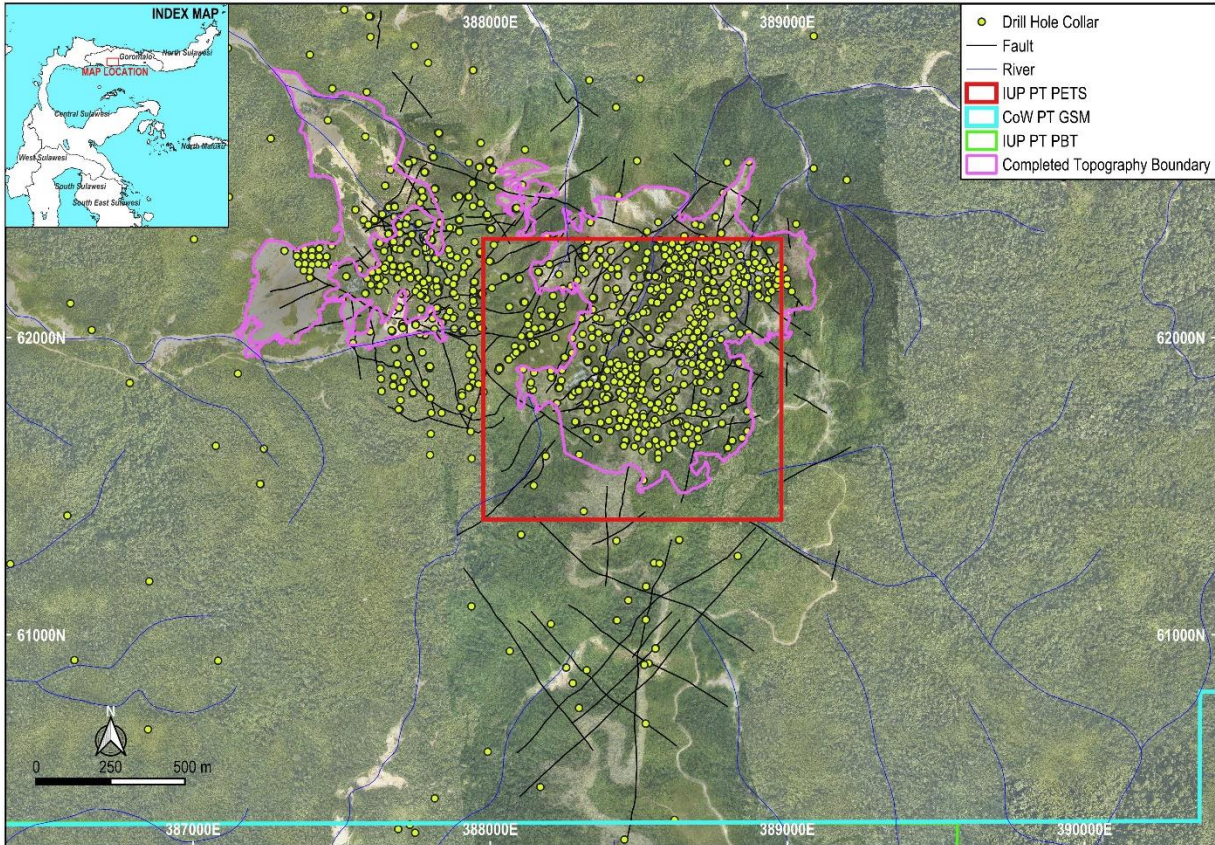 INDEX MAP
North Sulawesi
Gorontalo
MAP LOCATION
Central Sulawesi
North Maluku
West Sulawesi
South Sulawesi
South East Sulawesi
388000E
389000E
Drill Hole Collar
Fault
River
IUP PT PETS
CoW PT GSM
IUP PT PBT
Completed Topography Boundary
62000N
62000N
61000N
61000N
N
0 250 500 m
387000E
388000E
389000E
390000E